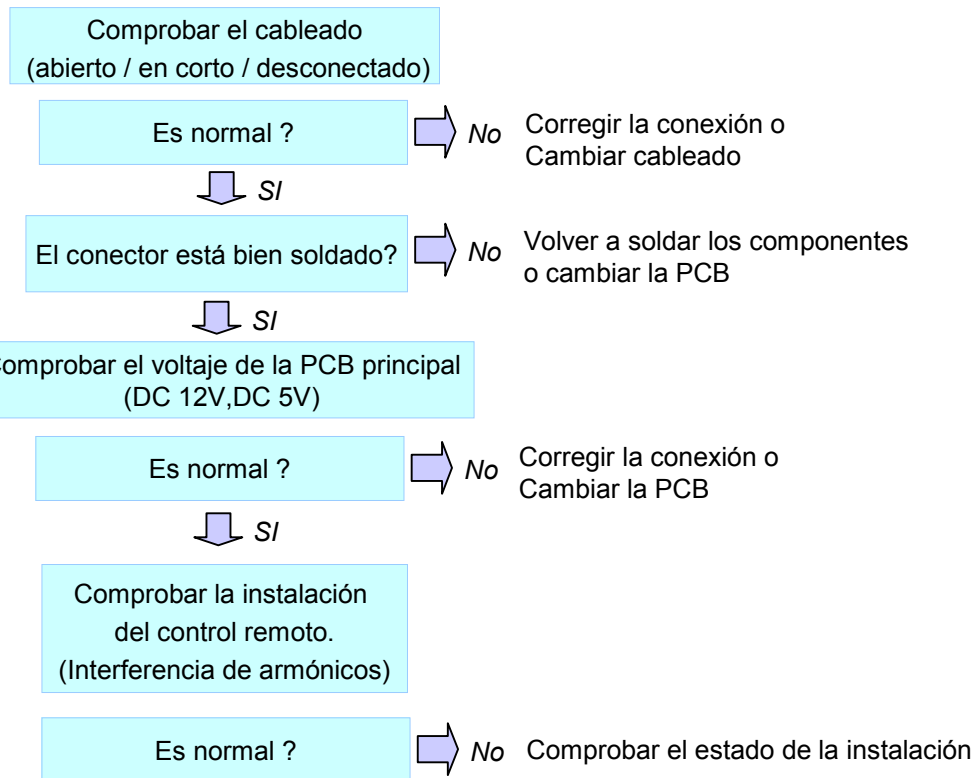 Comprobar el cableado
(abierto / en corto / desconectado)
Es normal ?
No
Corregir la conexión o
Cambiar cableado
SI
El conector está bien soldado?
No
Volver a soldar los componentes
o cambiar la PCB
SI
Comprobar el voltaje de la PCB principal
(DC 12V,DC 5V)
Es normal ?
No
Corregir la conexión o
Cambiar la PCB
SI
Comprobar la instalación
del control remoto.
(Interferencia de armónicos)
Es normal ?
No
Comprobar el estado de la instalación